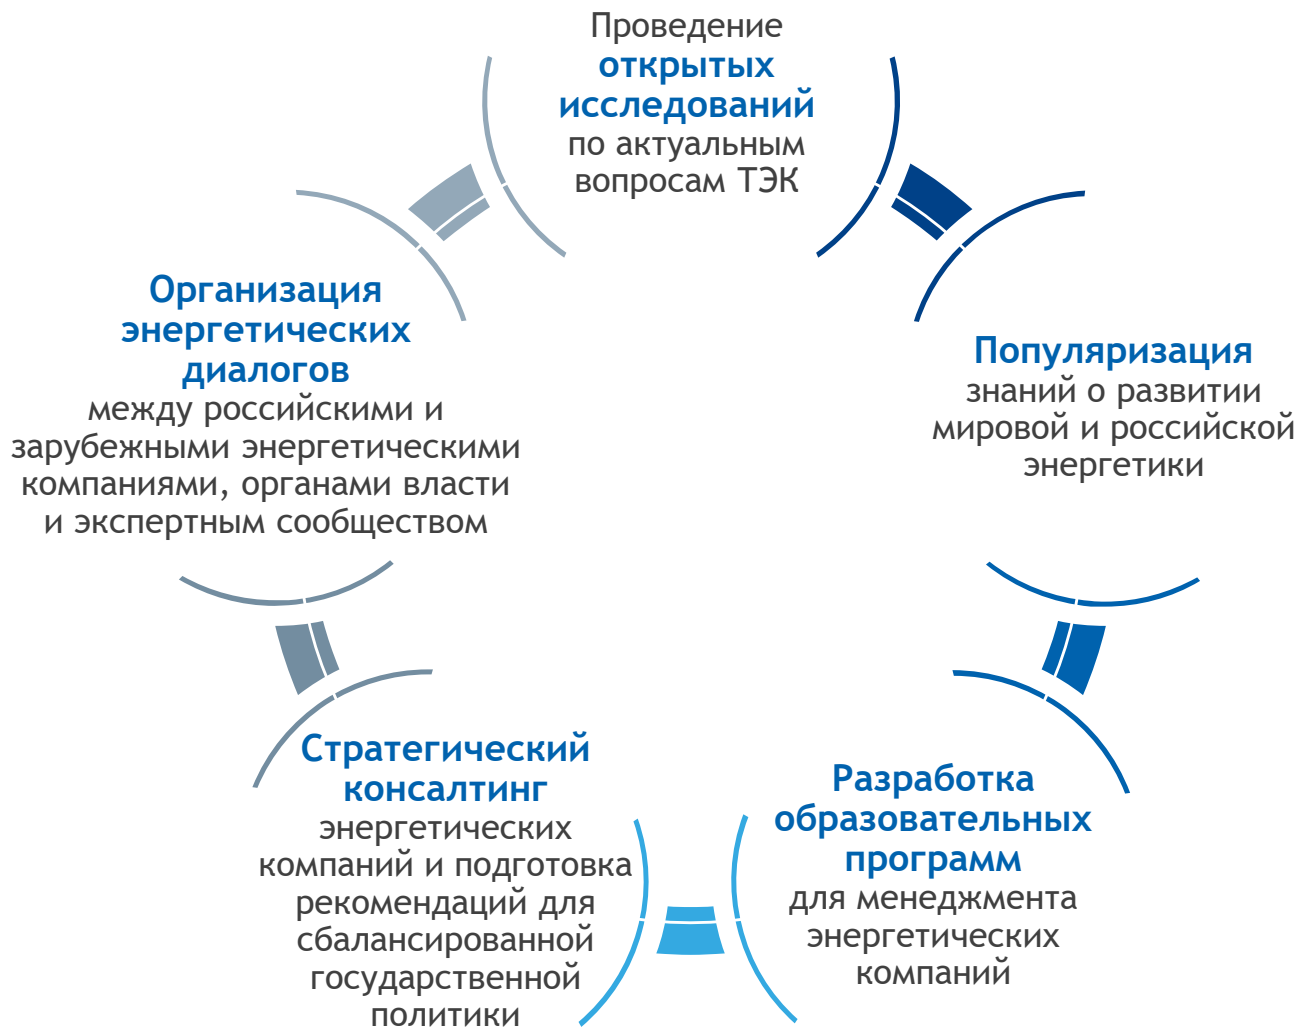 Проведение
открытых
исследований
по актуальным
вопросам ТЭК
Популяризация
знаний о развитии
мировой и российской
энергетики
Разработка
образовательных
программ
для менеджмента
энергетических
компаний
Стратегический
консалтинг
энергетических
компаний и подготовка
рекомендаций для
сбалансированной
государственной
политики
Организация
энергетических
диалогов
между российскими и
зарубежными энергетическими
компаниями, органами власти
и экспертным сообществом